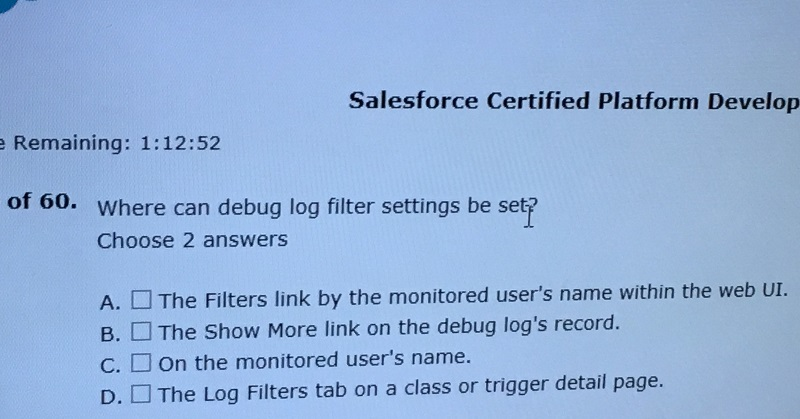 Salesforce Certified Platform Develop
e Remaining: 1:12:52
of 60. Where can debug log filter settings be set?
Choose 2 answers
A. The Filters link by the monitored user's name within the web UI.
B. The Show More link on the debug log's record.
C. On the monitored user's name.
D. The Log Filters tab on a class or trigger detail page.